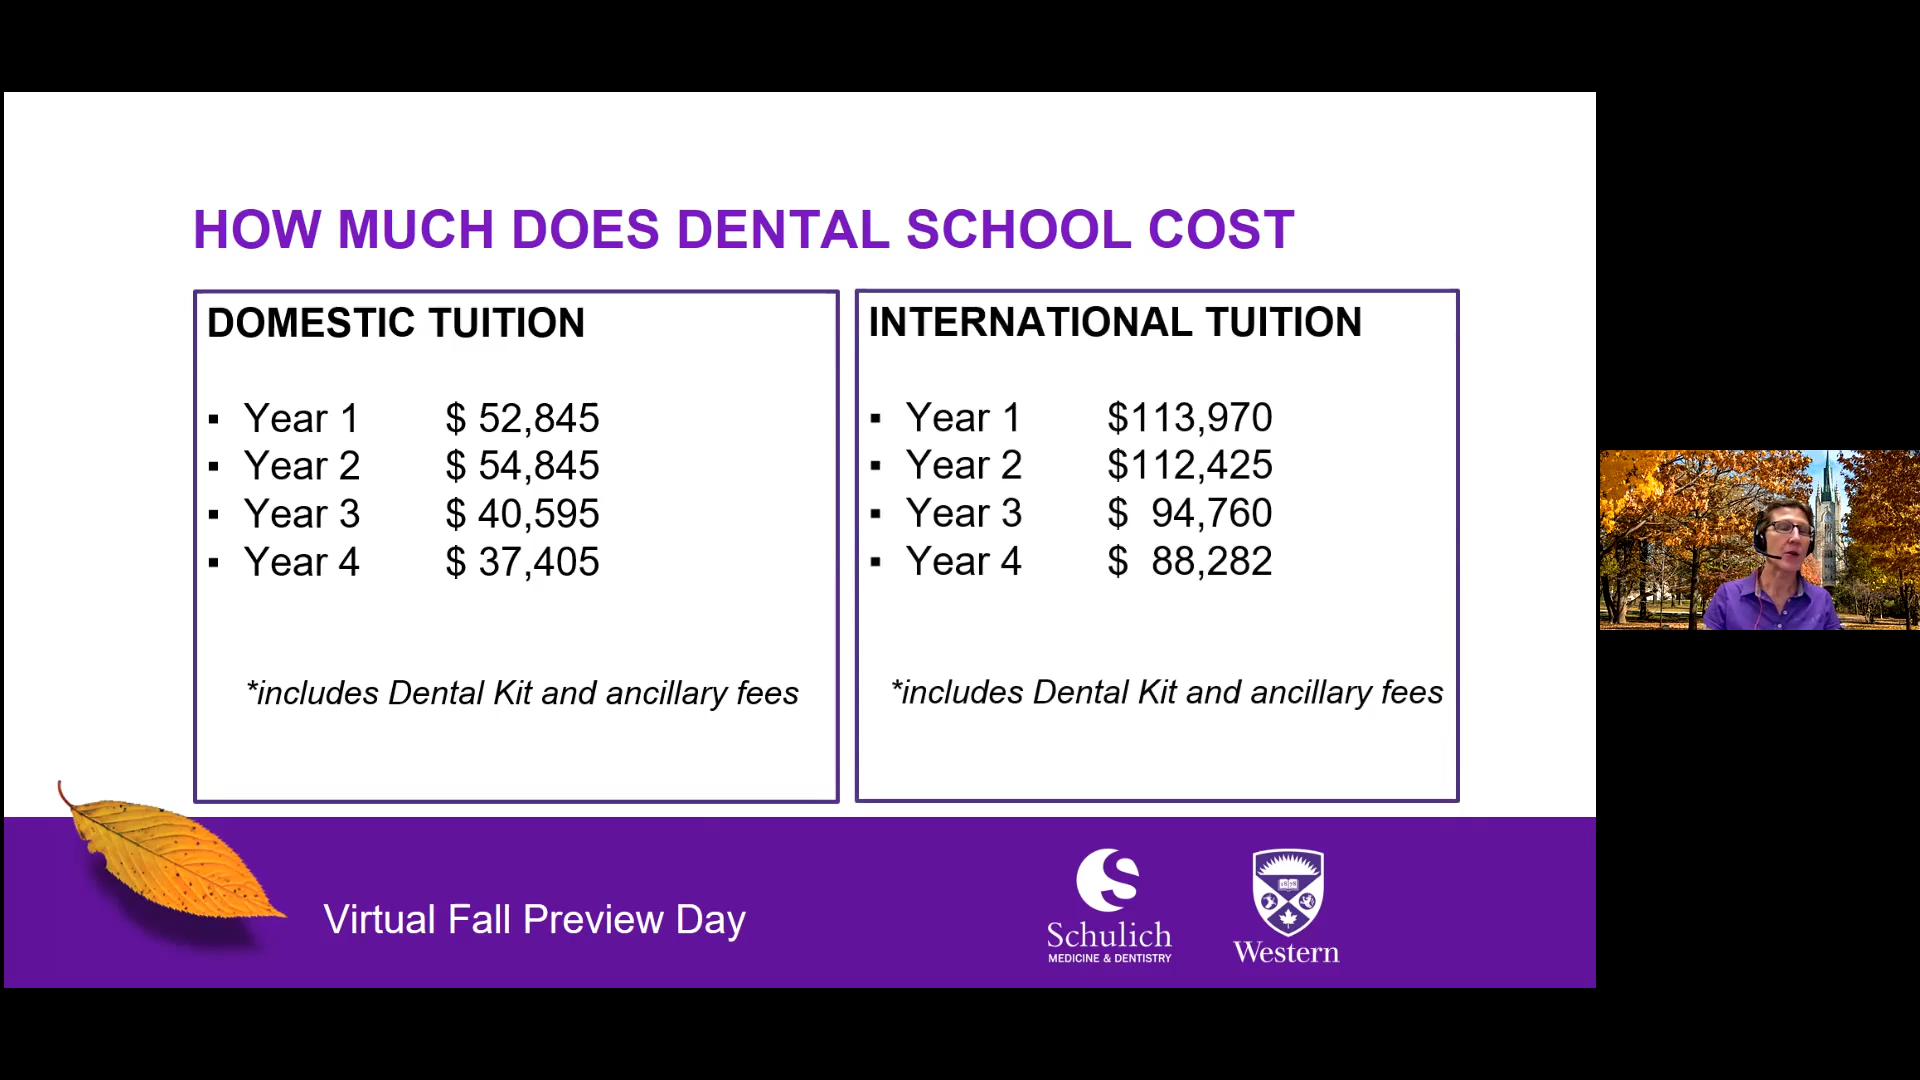 HOW MUCH DOES DENTAL SCHOOL COST
DOMESTIC TUITION
▪ Year 1 $ 52,845
▪ Year 2 $ 54,845
▪ Year 3 $ 40,595
▪ Year 4 $ 37,405
*includes Dental Kit and ancillary fees
INTERNATIONAL TUITION
▪ Year 1 $113,970
▪ Year 2 $112,425
▪ Year 3 $ 94,760
▪ Year 4 $ 88,282
*includes Dental Kit and ancillary fees
Virtual Fall Preview Day
Schulich
MEDICINE & DENTISTRY
1878
Western